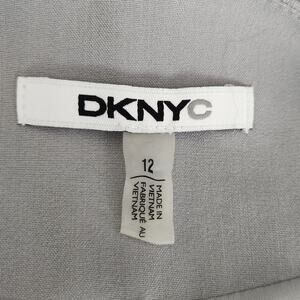 DKNYC
12
MADE IN
VIETNAM
FABRIQUÉ AU
VIETNAM